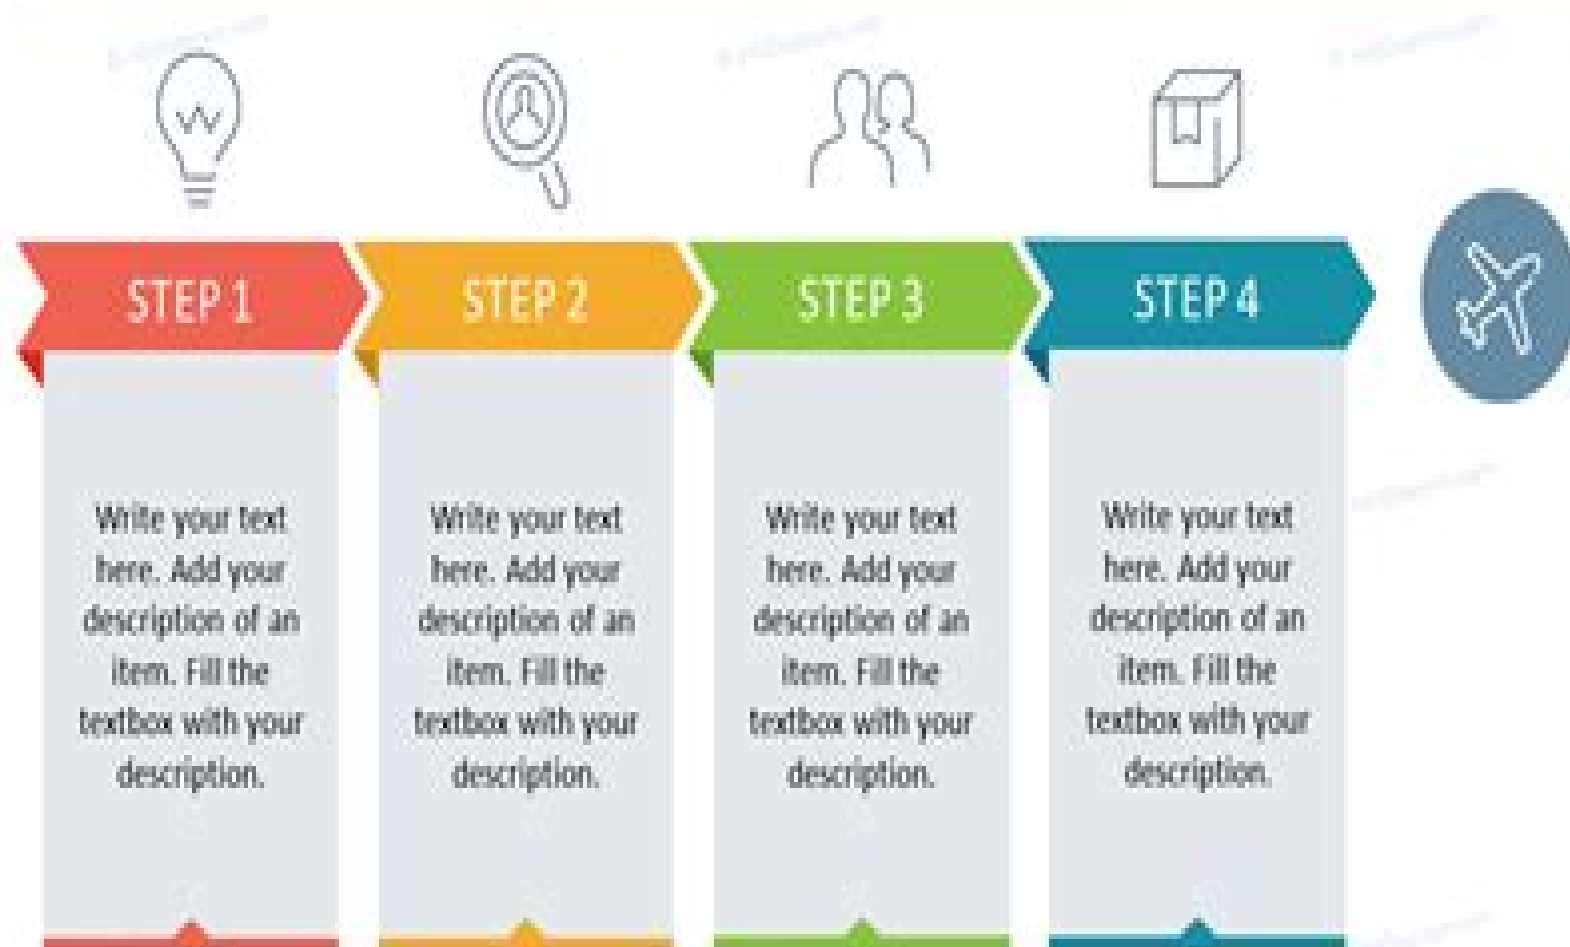 STEP 1
Write your text
here. Add your
description of an
item. Fill the
textbox with your
description.
STEP 2
Write your text
here. Add your
description of an
item. Fill the
textbox with your
description.
STEP 3
Write your text
here. Add your
description of an
item. Fill the
textbox with your
description.
STEP 4
Write your text
here. Add your
description of an
item. Fill the
textbox with your
description.